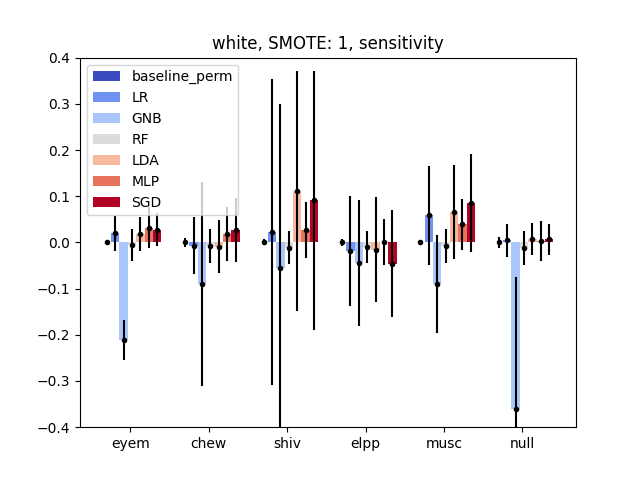 white, SMOTE: 1, sensitivity
0.4
0.3
0.2
0.1
0.0
−0.1
−0.2
−0.3
−0.4
baseline_perm
LR
GNB
RF
LDA
MLP
SGD
eyem chew shiv elpp musc null